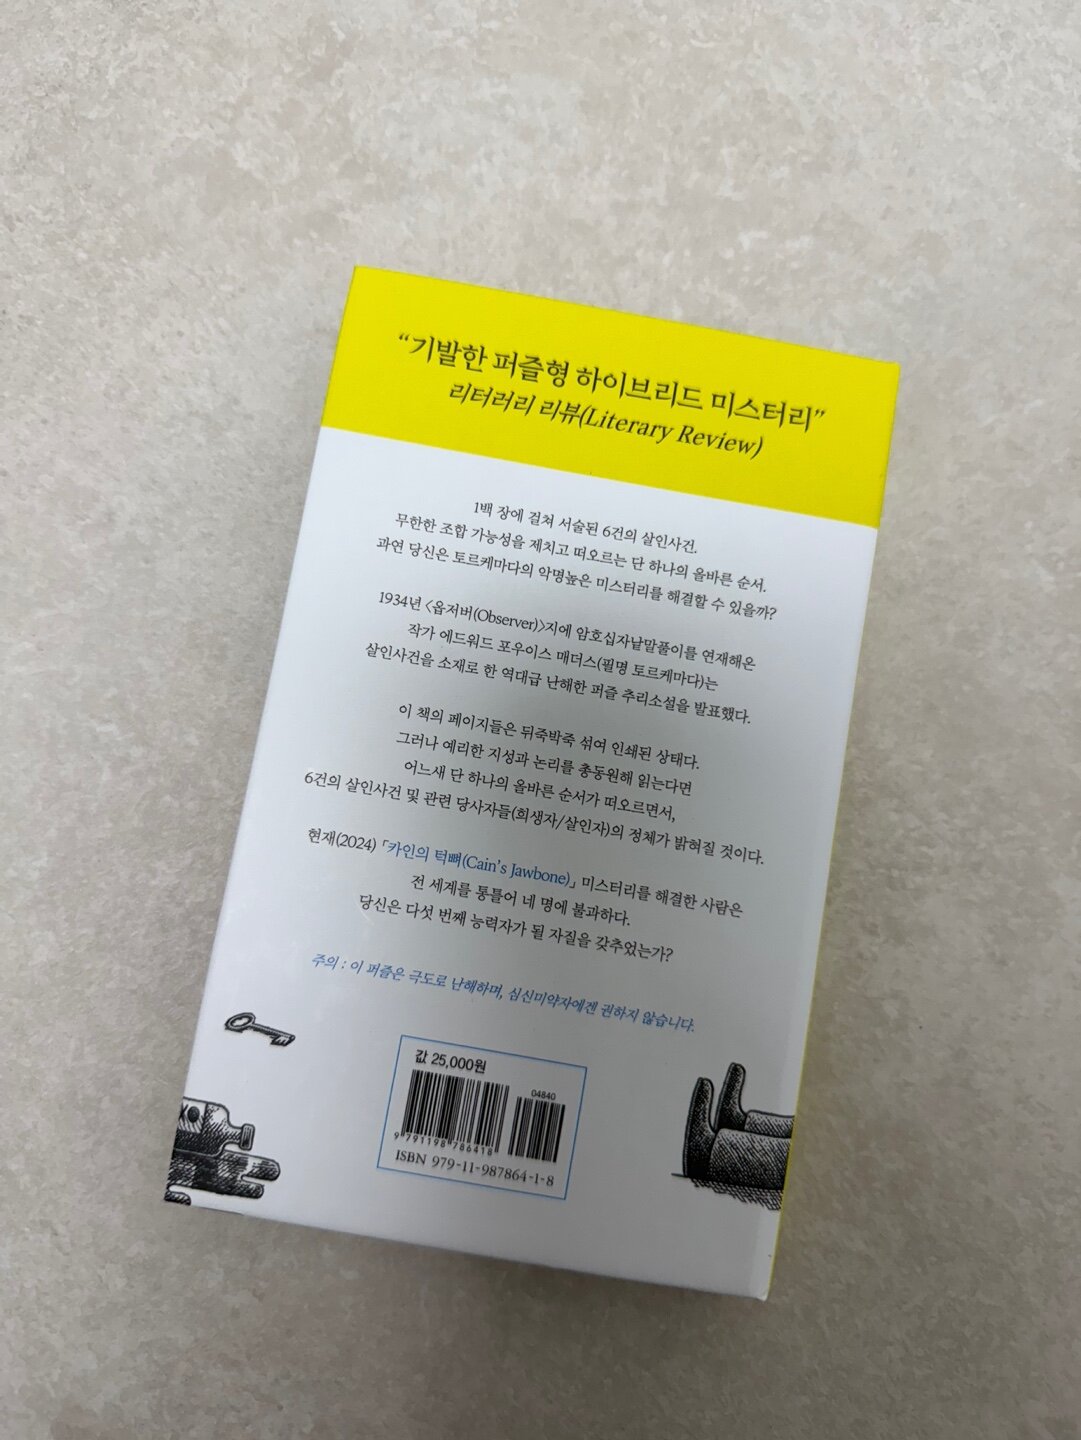 “기발한 퍼즐형 하이브리드 미스터리”
리터러리 리뷰(Literary Review)
1백 장에 걸쳐 서술된 6건의 살인사건.
무한한 조합 가능성을 제치고 떠오르는 단 하나의 올바른 순서.
과연 당신은 토르케마다의 악명높은 미스터리를 해결할 수 있을까?
1934년 〈옵저버(Observer)〉지에 암호십자낱말풀이를 연재해온
작가 에드워드 포우이스 매더스(필명 토르케마다)는
살인사건을 소재로 한 역대급 난해한 퍼즐 추리소설을 발표했다.
이 책의 페이지들은 뒤죽박죽 섞여 인쇄된 상태다.
그러나 예리한 지성과 논리를 총동원해 읽는다면
어느새 단 하나의 올바른 순서가 떠오르면서,
6건의 살인사건 및 관련 당사자들(희생자/살인자)의 정체가 밝혀질 것이다.
현재(2024) 「카인의 턱뼈(Cain’s Jawbone)」 미스터리를 해결한 사람은
전 세계를 통틀어 네 명에 불과하다.
당신은 다섯 번째 능력자가 될 자질을 갖추었는가?
주의 : 이 퍼즐은 극도로 난해하며, 심신미약자에겐 권하지 않습니다.
값 25,000원
04840
9 791198 786418
ISBN 979-11-987864-1-8